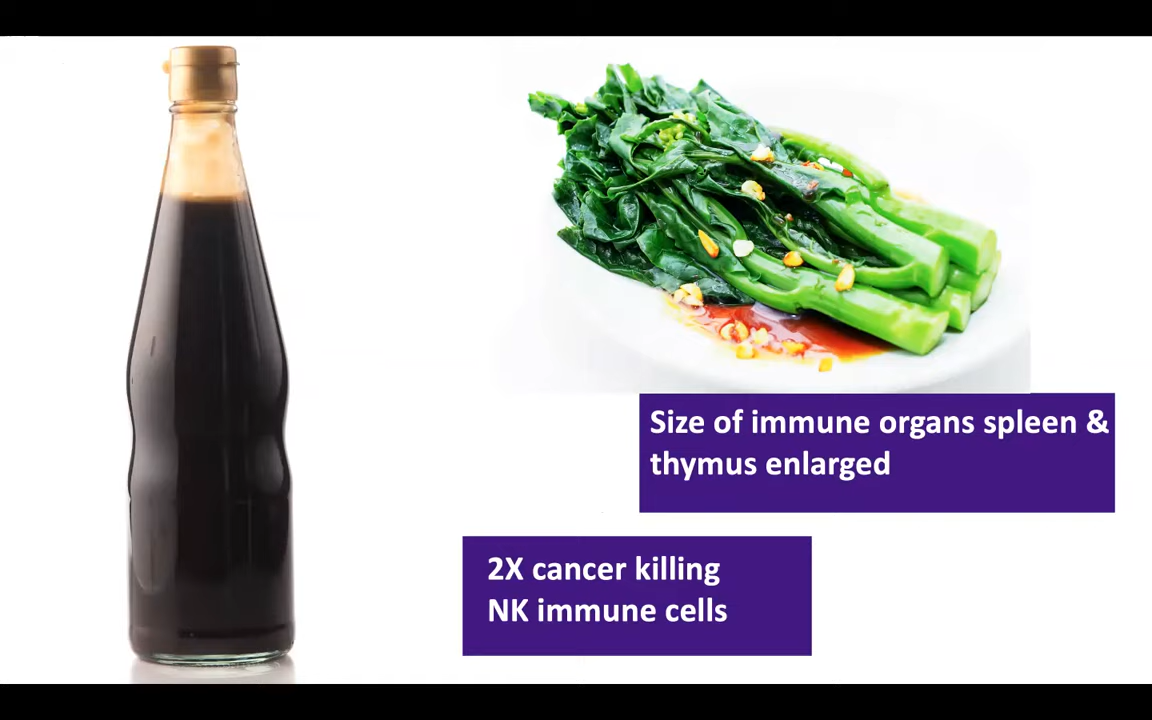 Size of immune organs spleen &
thymus enlarged
2X cancer killing
NK immune cells